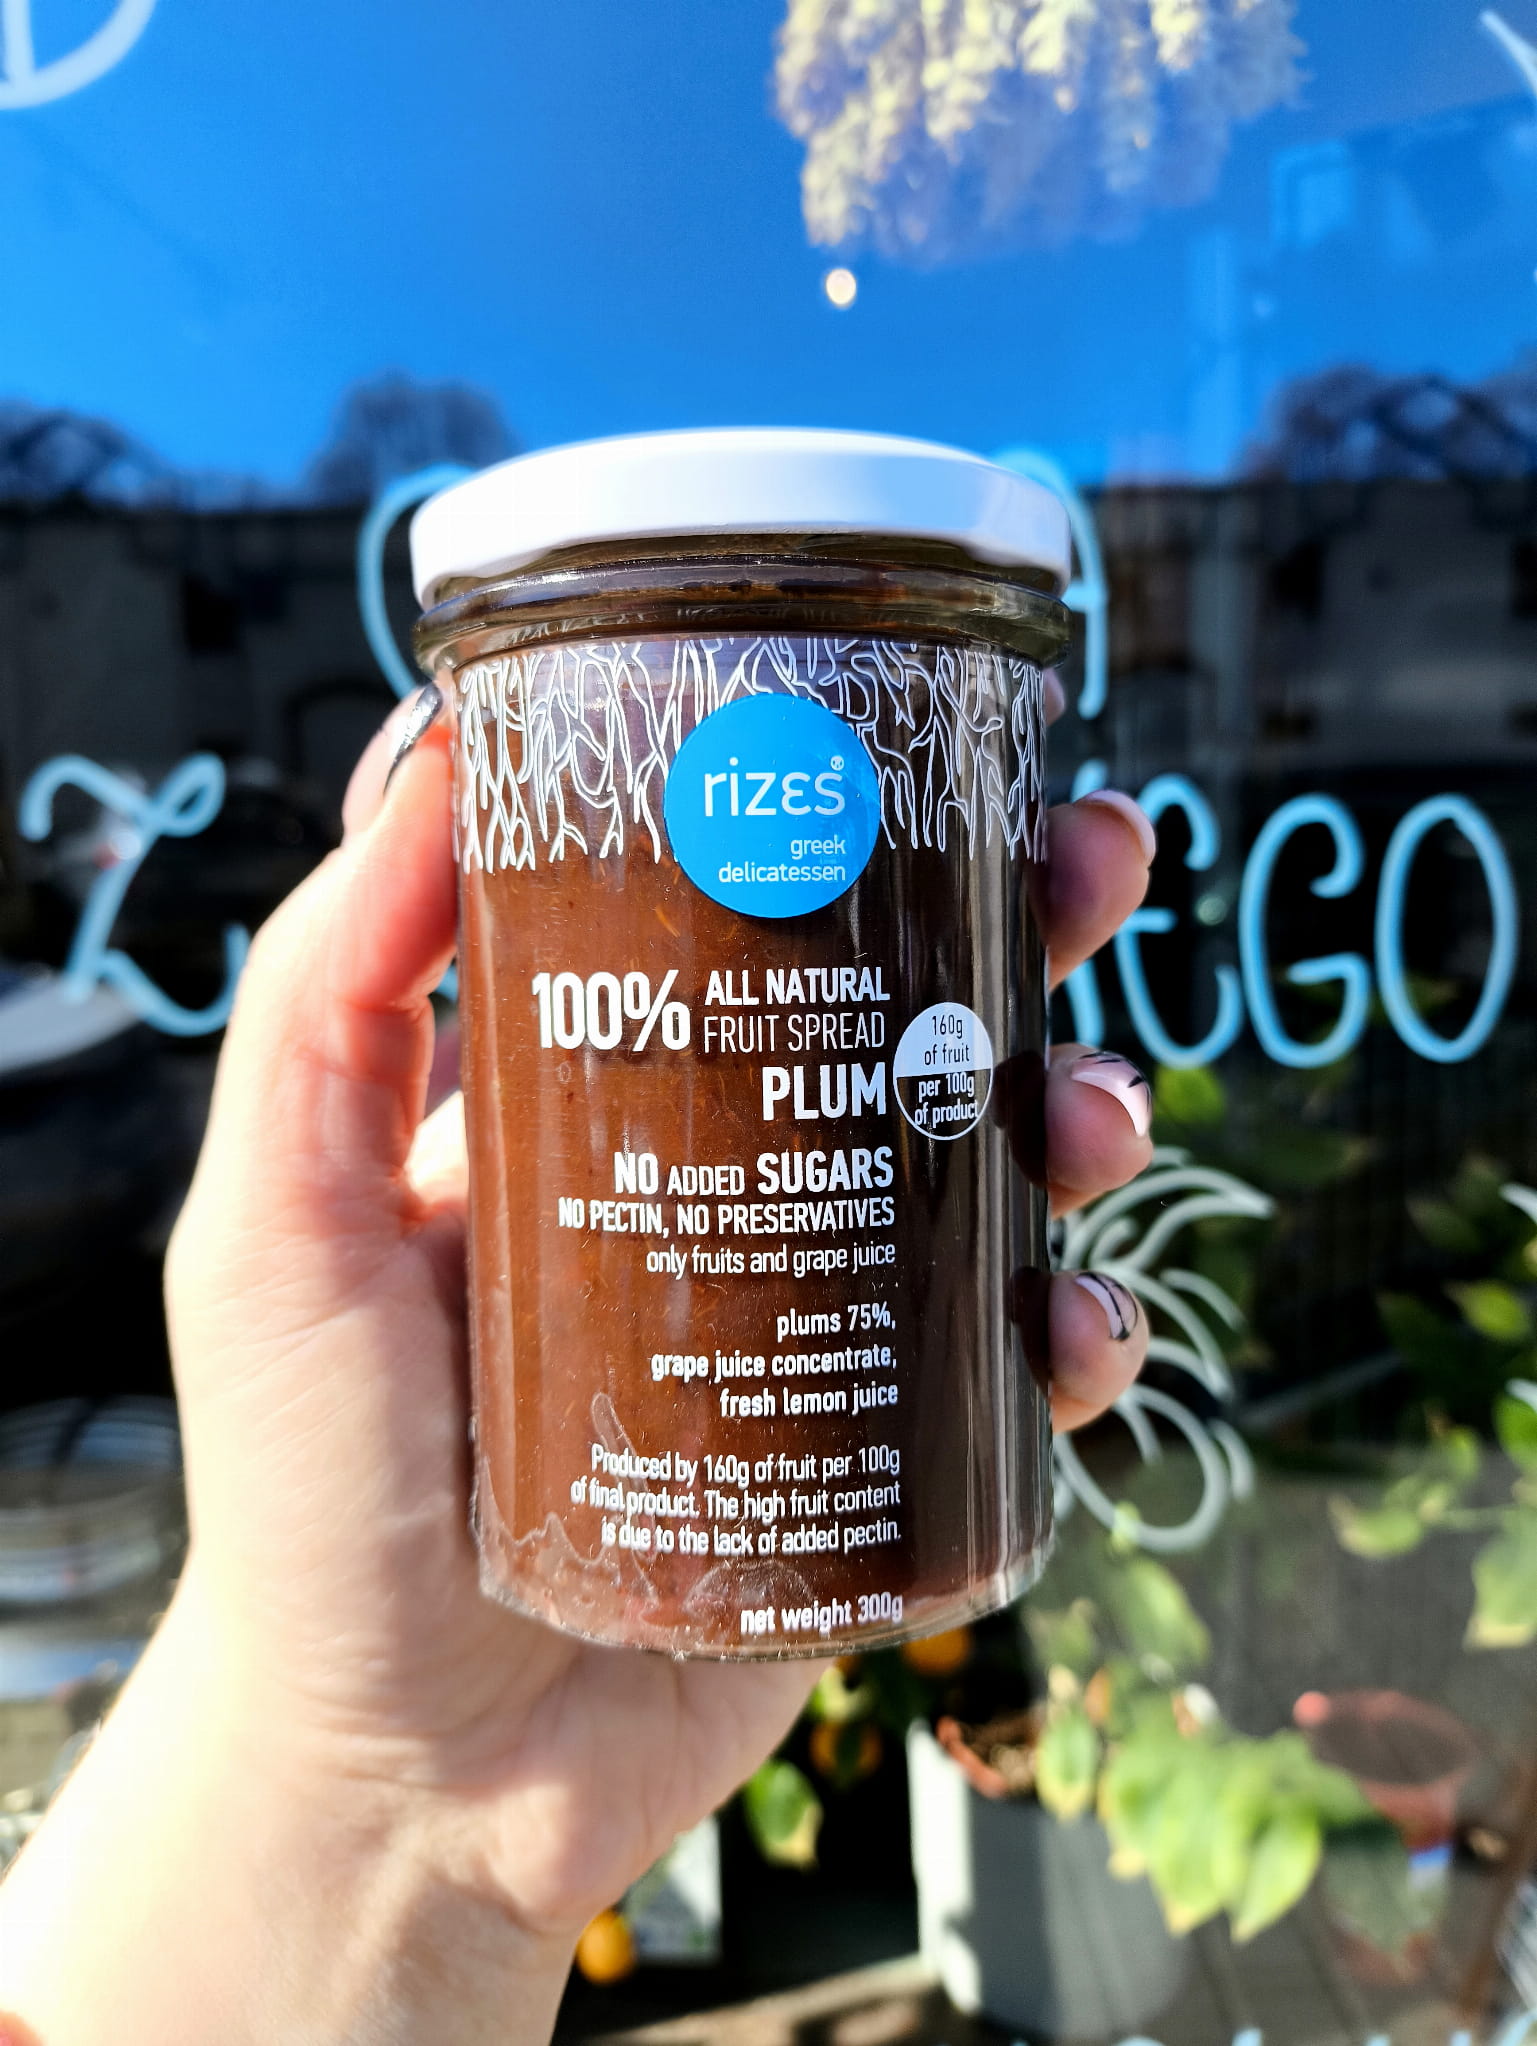 rizεs®
greek
delicatessen
100% ALL NATURAL
FRUIT SPREAD
PLUM
160g
of fruit
per 100g
of product
NO ADDED SUGARS
NO PECTIN, NO PRESERVATIVES
only fruits and grape juice
plums 75%,
grape juice concentrate,
fresh lemon juice
Produced by 160g of fruit per 100g
of final product. The high fruit content
is due to the lack of added pectin.
net weight 300g